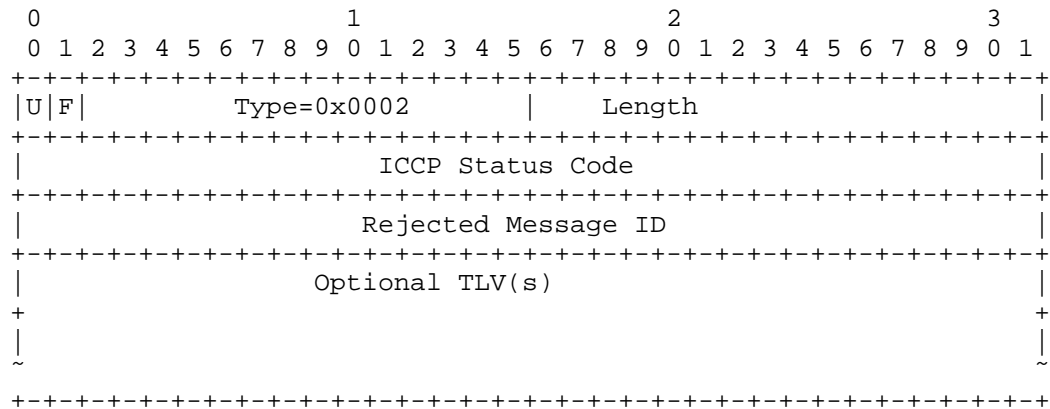 0                   1                   2                   3
 0 1 2 3 4 5 6 7 8 9 0 1 2 3 4 5 6 7 8 9 0 1 2 3 4 5 6 7 8 9 0 1
+-+-+-+-+-+-+-+-+-+-+-+-+-+-+-+-+-+-+-+-+-+-+-+-+-+-+-+-+-+-+-+-+
|U|F|         Type=0x0002       |    Length                     |
+-+-+-+-+-+-+-+-+-+-+-+-+-+-+-+-+-+-+-+-+-+-+-+-+-+-+-+-+-+-+-+-+
|                      ICCP Status Code                         |
+-+-+-+-+-+-+-+-+-+-+-+-+-+-+-+-+-+-+-+-+-+-+-+-+-+-+-+-+-+-+-+-+
|                     Rejected Message ID                       |
+-+-+-+-+-+-+-+-+-+-+-+-+-+-+-+-+-+-+-+-+-+-+-+-+-+-+-+-+-+-+-+-+
|                  Optional TLV(s)                              |
+                                                               +
|                                                               |
~                                                               ~
+-+-+-+-+-+-+-+-+-+-+-+-+-+-+-+-+-+-+-+-+-+-+-+-+-+-+-+-+-+-+-+-+